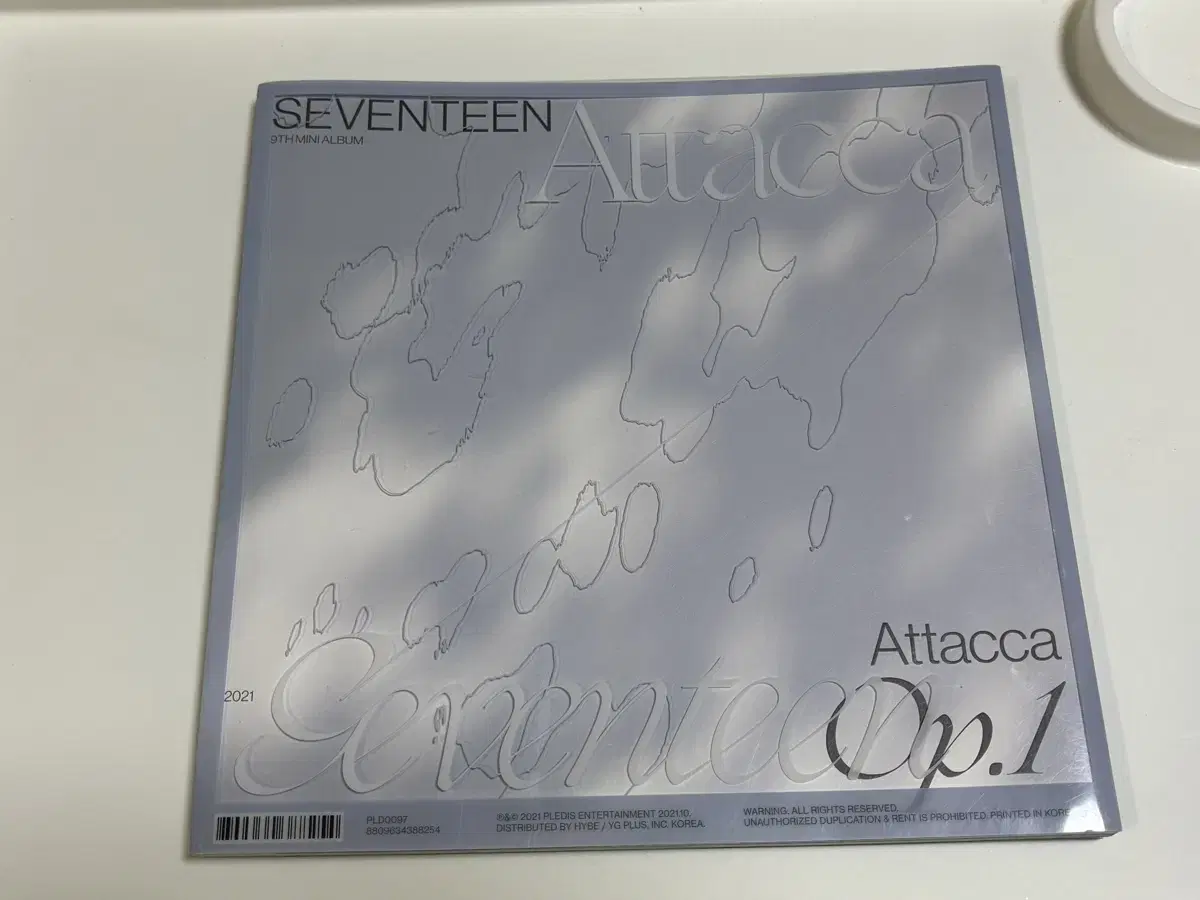 SEVENTEEN
Attacca
9TH MINI ALBUM
Attacca
2021
Seventeen
Op.1
PLD0097
8809634388254
℗&© 2021 PLEDIS ENTERTAINMENT 2021.10.
DISTRIBUTED BY HYBE / YG PLUS, INC. KOREA.
WARNING. ALL RIGHTS RESERVED.
UNAUTHORIZED DUPLICATION & RENT IS PROHIBITED. PRINTED IN